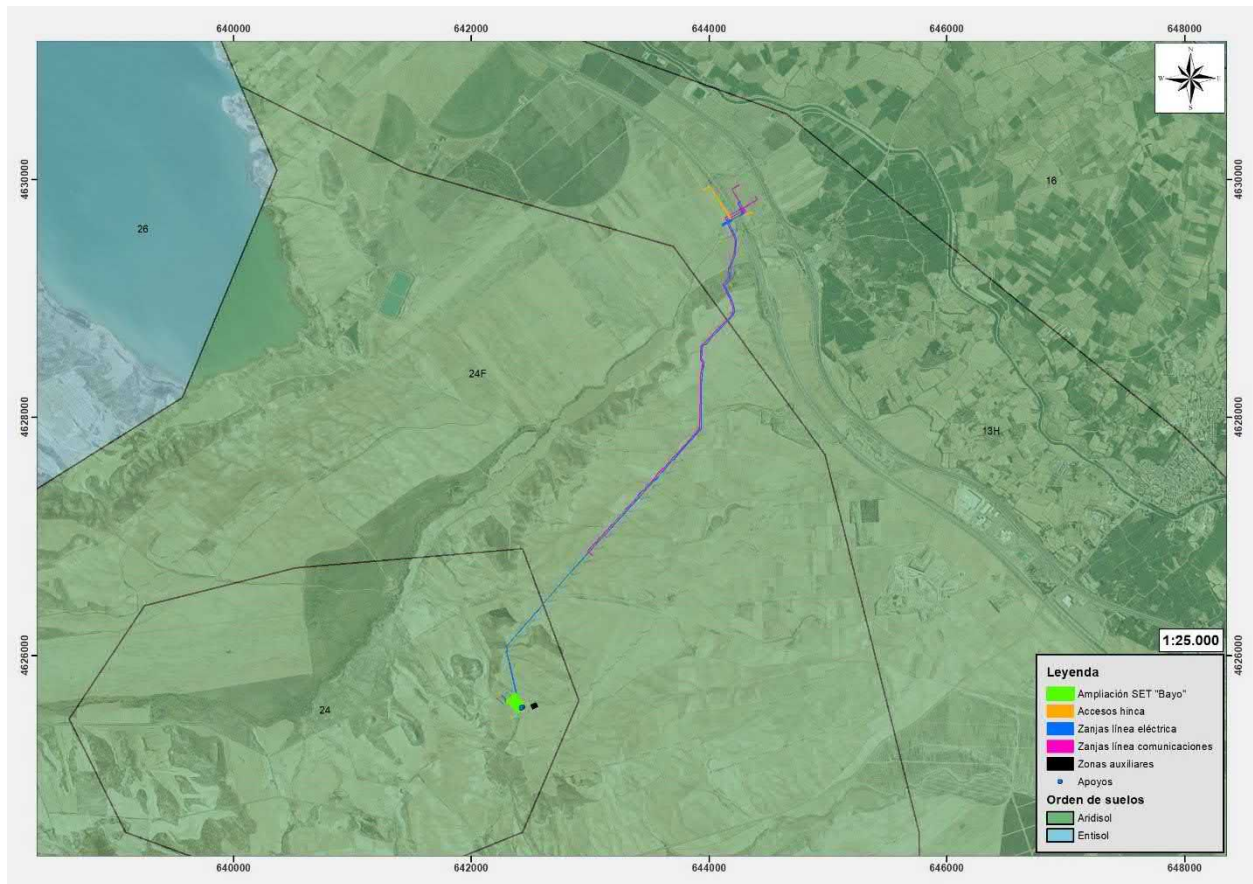 640000 642000 644000 646000 648000
N
W E
S
4630000 4630000
16
26
24F
4628000 4628000
13H
4626000 4626000
24
1:25.000
Leyenda
Ampliación SET "Bayo"
Accesos hinca
Zanjas línea eléctrica
Zanjas línea comunicaciones
Zonas auxiliares
Apoyos
Orden de suelos
Aridisol
Entisol
640000 642000 644000 646000 648000